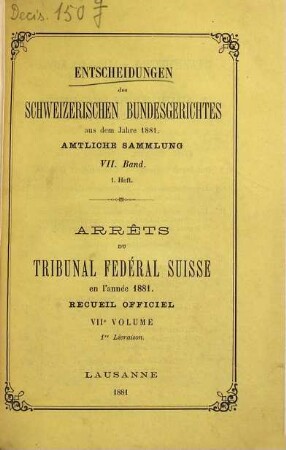 Decis. 150 f
ENTSCHEIDUNGEN
des
SCHWEIZERISCHEN BUNDESGERICHTES
aus dem Jahre 1881.
AMTLICHE SAMMLUNG
VII. Band.
1. Heft.
ARRÊTS
DU
TRIBUNAL FEDÉRAL SUISSE
en l'année 1881.
RECUEIL OFFICIEL
VIIe VOLUME
1re Livraison.
LAUSANNE
1881